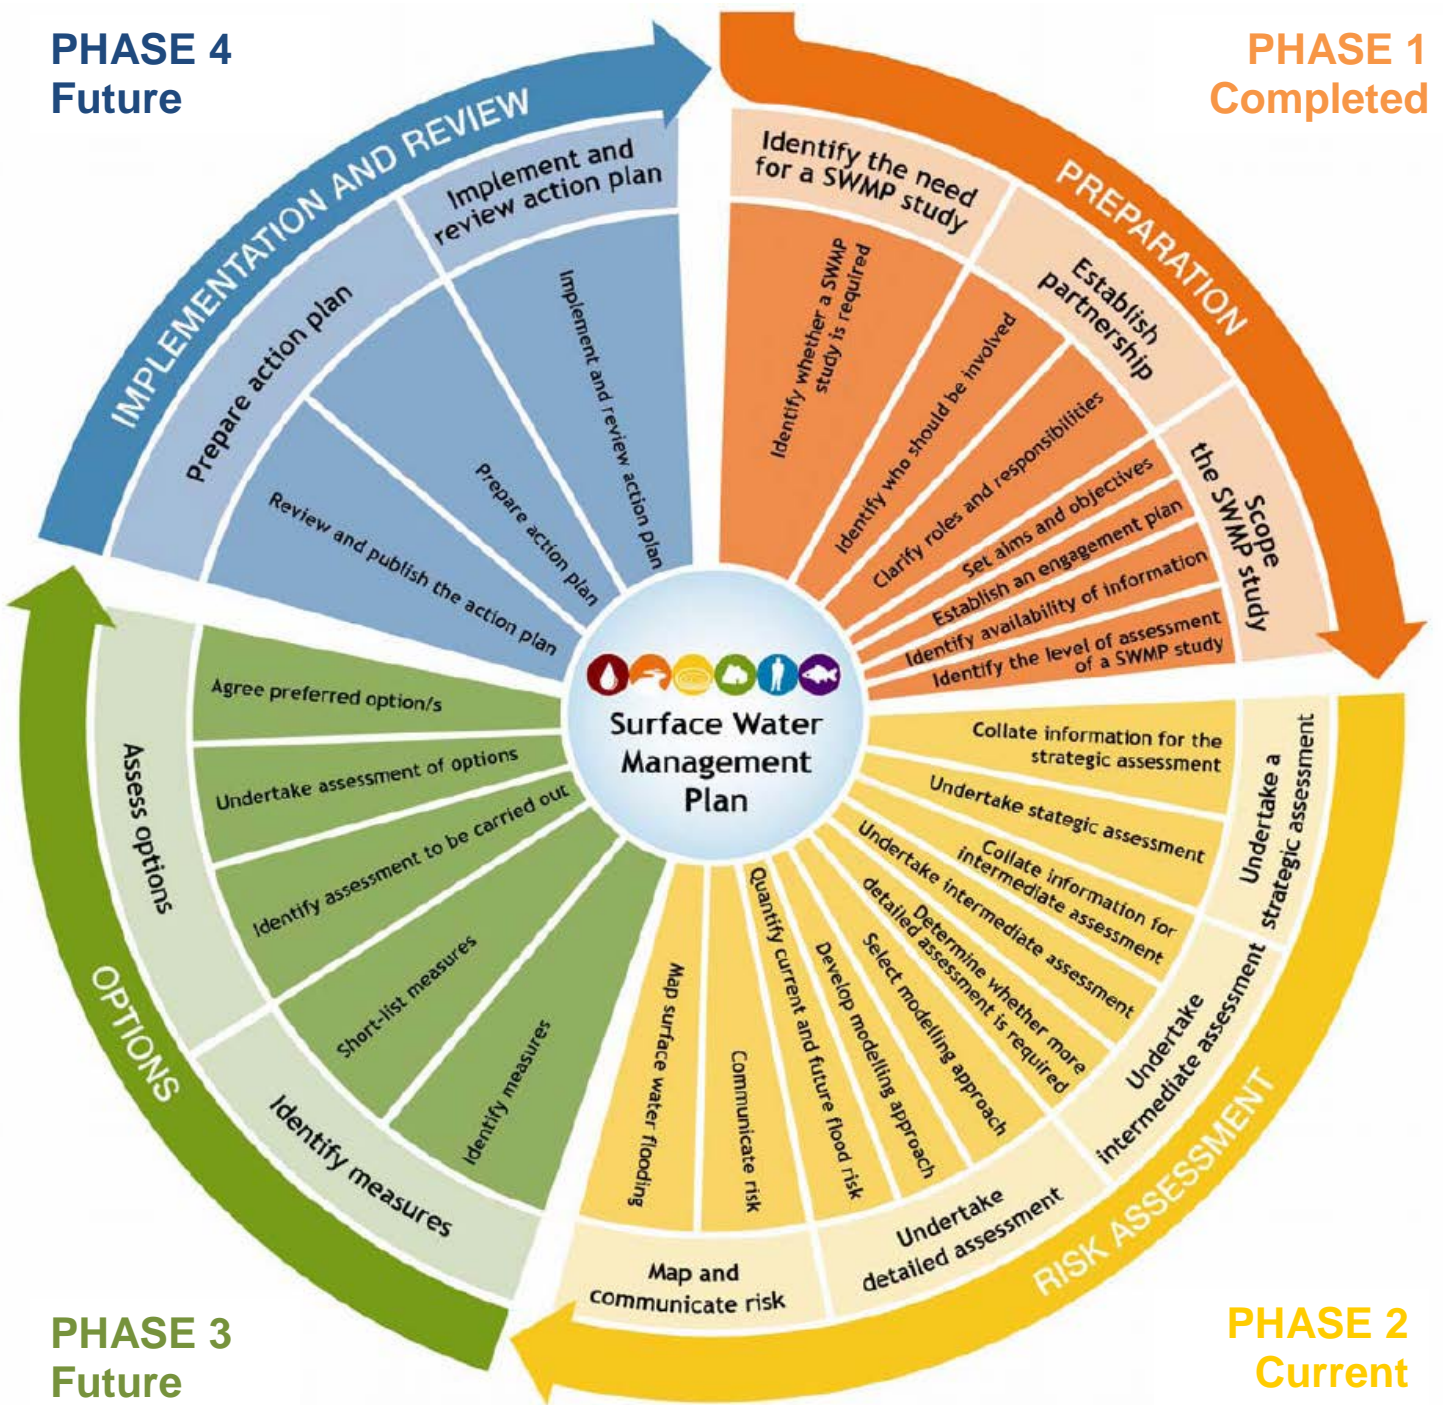 PHASE 4
Future
PHASE 1
Completed
PREPARATION
Identify the need
for a SWMP study
Identify whether a SWMP
study is required
Establish
partnership
Identify who should be involved
Clarify roles and responsibilities
Scope
the SWMP study
Set aims and objectives
Establish an engagement plan
Identify availability of information
Identify the level of assessment
of a SWMP study
RISK ASSESSMENT
Undertake a
strategic assessment
Collate information for the
strategic assessment
Undertake stategic assessment
Undertake
intermediate assessment
Collate information for
intermediate assessment
Undertake intermediate assessment
Determine whether more
detailed assessment is required
Undertake
detailed assessment
Select modelling approach
Develop modelling approach
Quantify current and future flood risk
Map and
communicate risk
Communicate risk
Map surface water flooding
OPTIONS
Identify measures
Identify measures
Short-list measures
Assess options
Identify assessment to be carried out
Undertake assessment of options
Agree preferred option/s
IMPLEMENTATION AND REVIEW
Prepare action plan
Review and publish the action plan
Prepare action plan
Implement and
review action plan
Implement and review action plan
Surface Water
Management
Plan
PHASE 3
Future
PHASE 2
Current